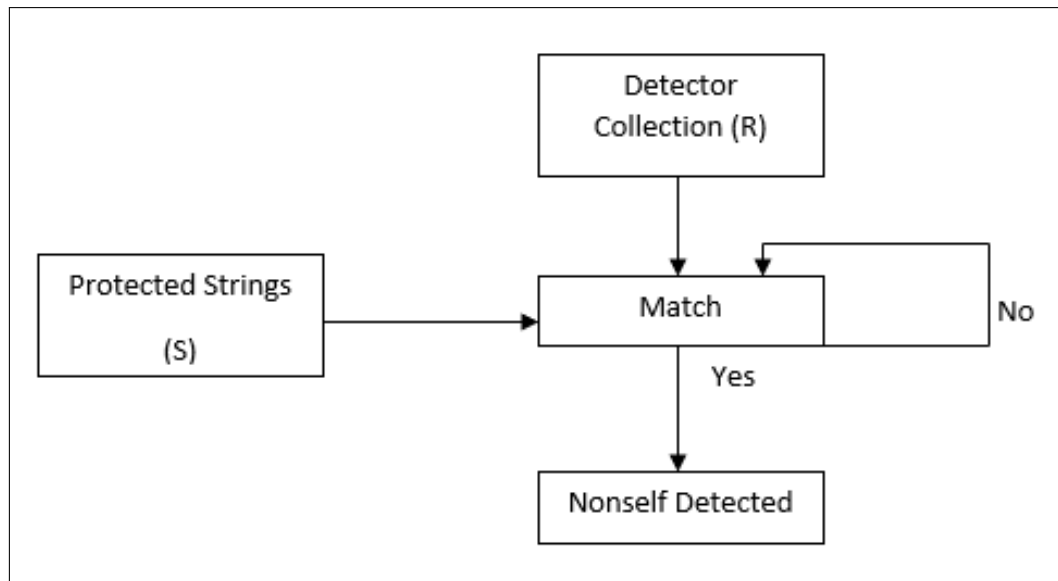 Detector
Collection (R)
Protected Strings
(S)
Match
No
Yes
Nonself Detected